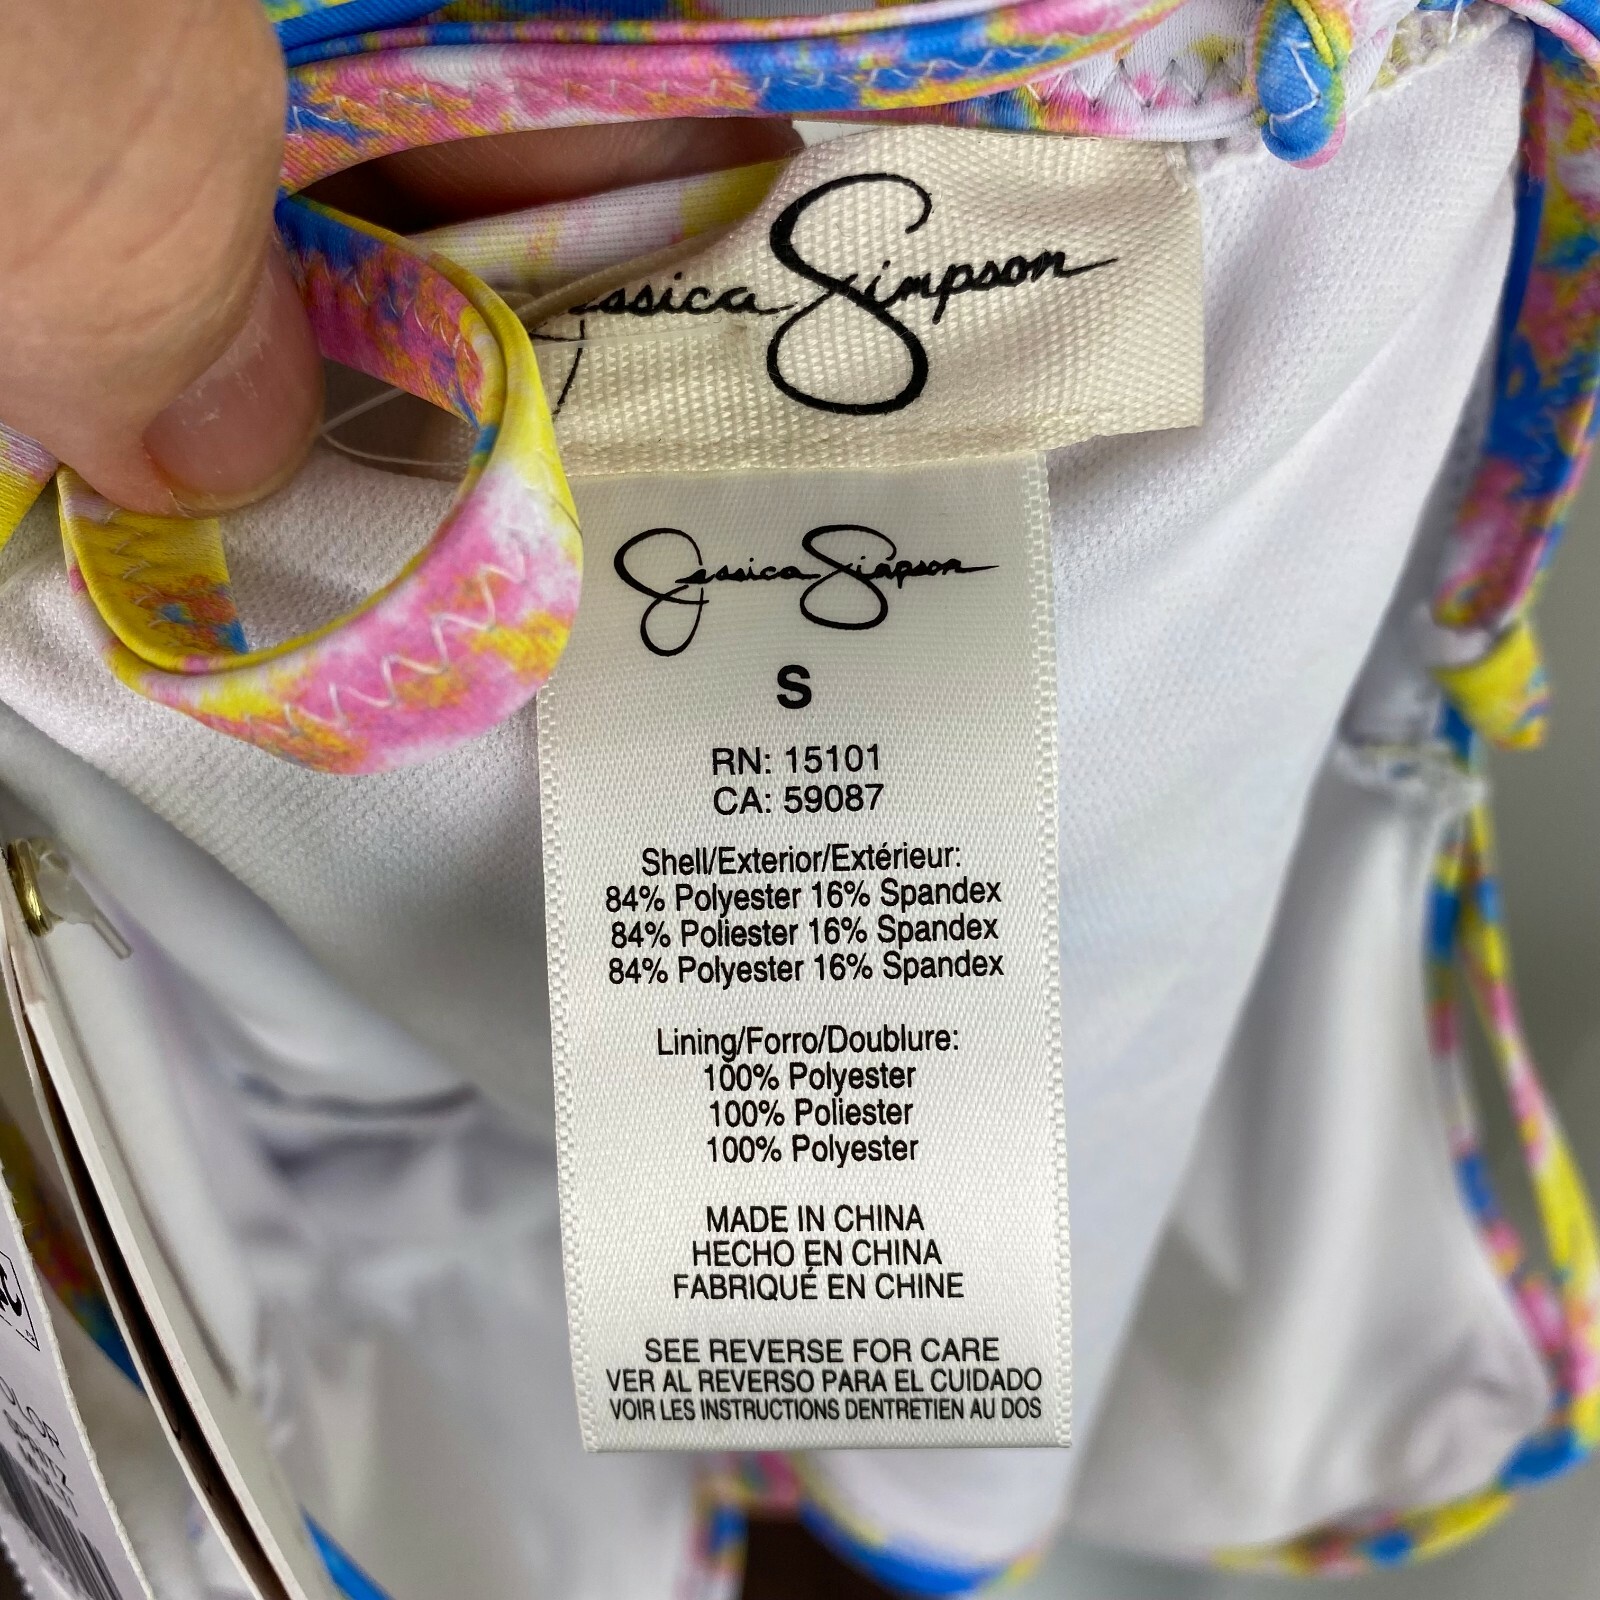 Jessica Simpson
Jessica Simpson
S
RN: 15101
CA: 59087
Shell/Exterior/Extérieur:
84% Polyester 16% Spandex
84% Poliester 16% Spandex
84% Polyester 16% Spandex
Lining/Forro/Doublure:
100% Polyester
100% Poliester
100% Polyester
MADE IN CHINA
HECHO EN CHINA
FABRIQUÉ EN CHINE
SEE REVERSE FOR CARE
VER AL REVERSO PARA EL CUIDADO
VOIR LES INSTRUCTIONS DENTRETIEN AU DOS